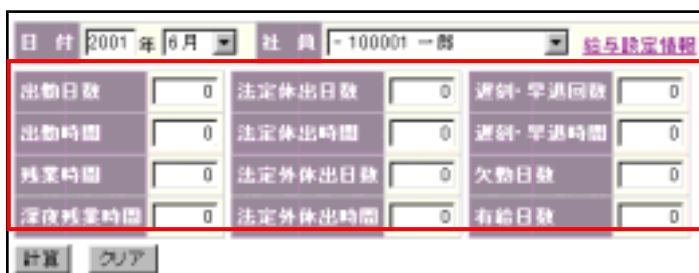 日 付 2001 年 6月 社 員 - 100001 一郎 給与設定情報
出勤日数 0 法定休出日数 0 遅刻・早退回数 0
出勤時間 0 法定休出時間 0 遅刻・早退時間 0
残業時間 0 法定外休出日数 0 欠勤日数 0
深夜残業時間 0 法定外休出時間 0 有給日数 0
計算 クリア